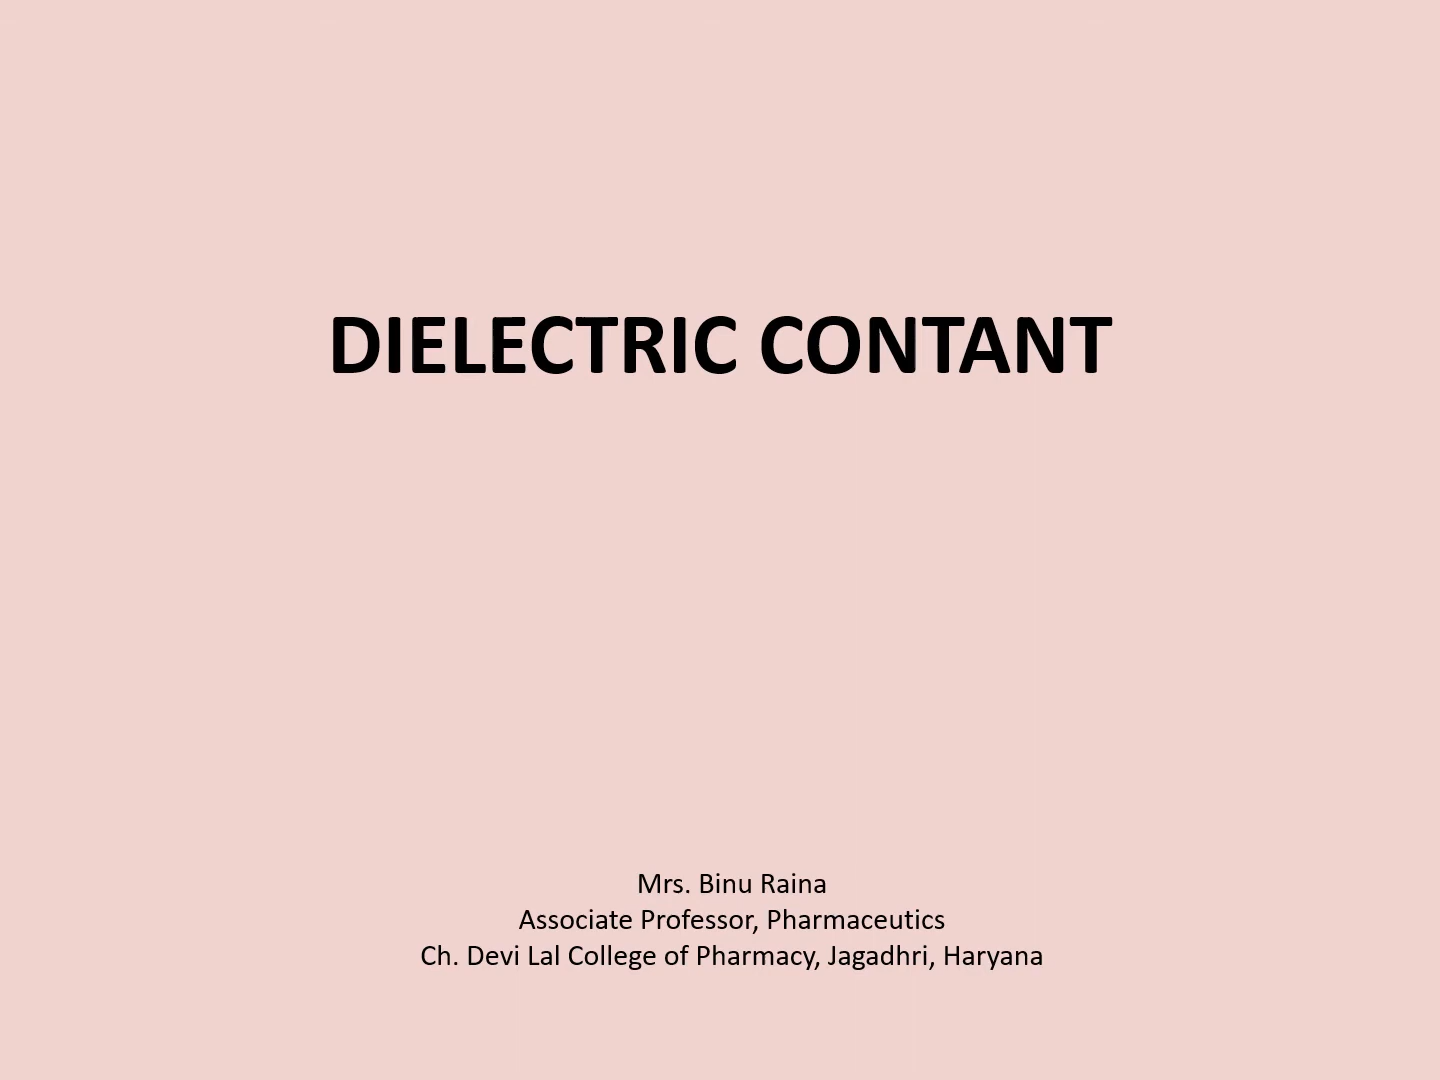 DIELECTRIC CONTANT
Mrs. Binu Raina
Associate Professor, Pharmaceutics
Ch. Devi Lal College of Pharmacy, Jagadhri, Haryana